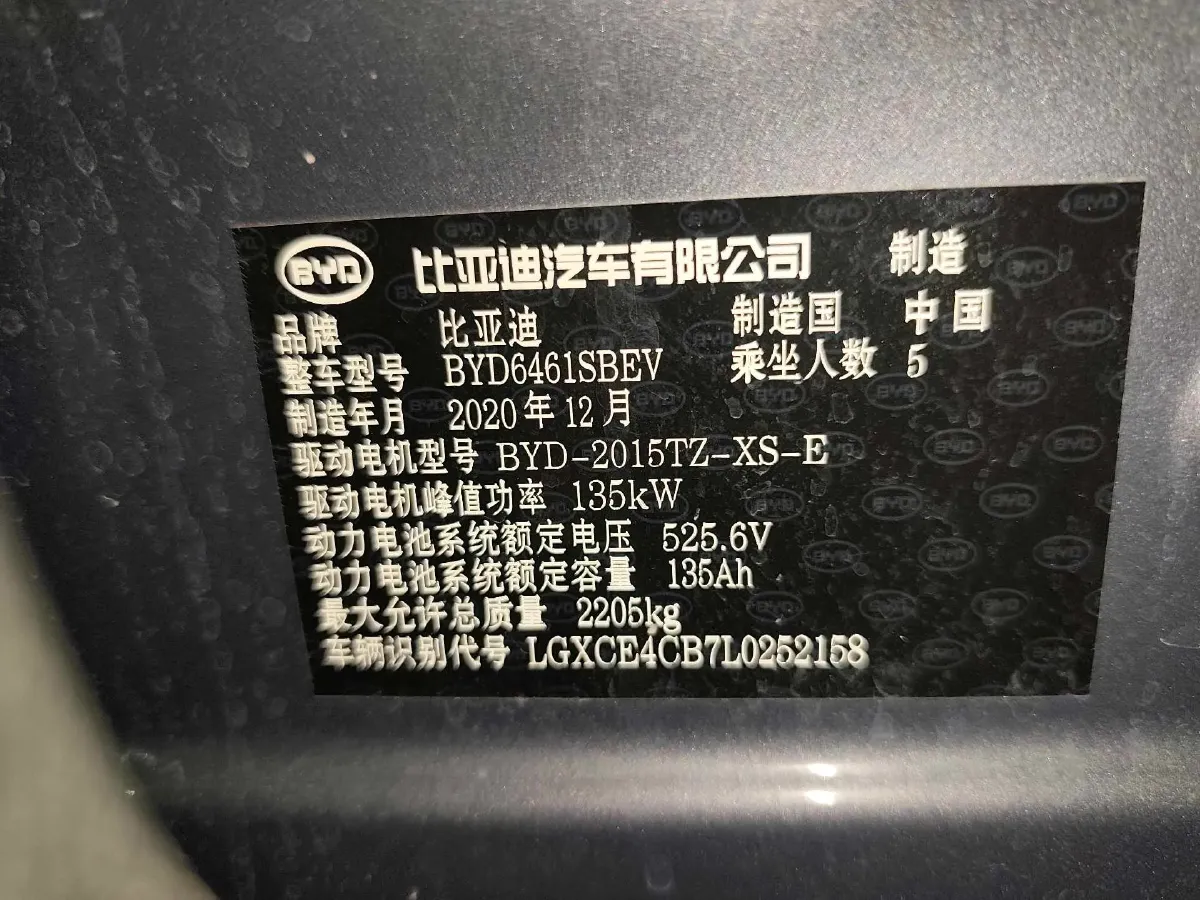 BYD 比亚迪汽车有限公司 制造
品牌 比亚迪 制造国 中国
整车型号 BYD6461SBEV 乘坐人数 5
制造年月 2020年12月
驱动电机型号 BYD-2015TZ-XS-E
驱动电机峰值功率 135kW
动力电池系统额定电压 525.6V
动力电池系统额定容量 135Ah
最大允许总质量 2205kg
车辆识别代号 LGXCE4CB7L0252158